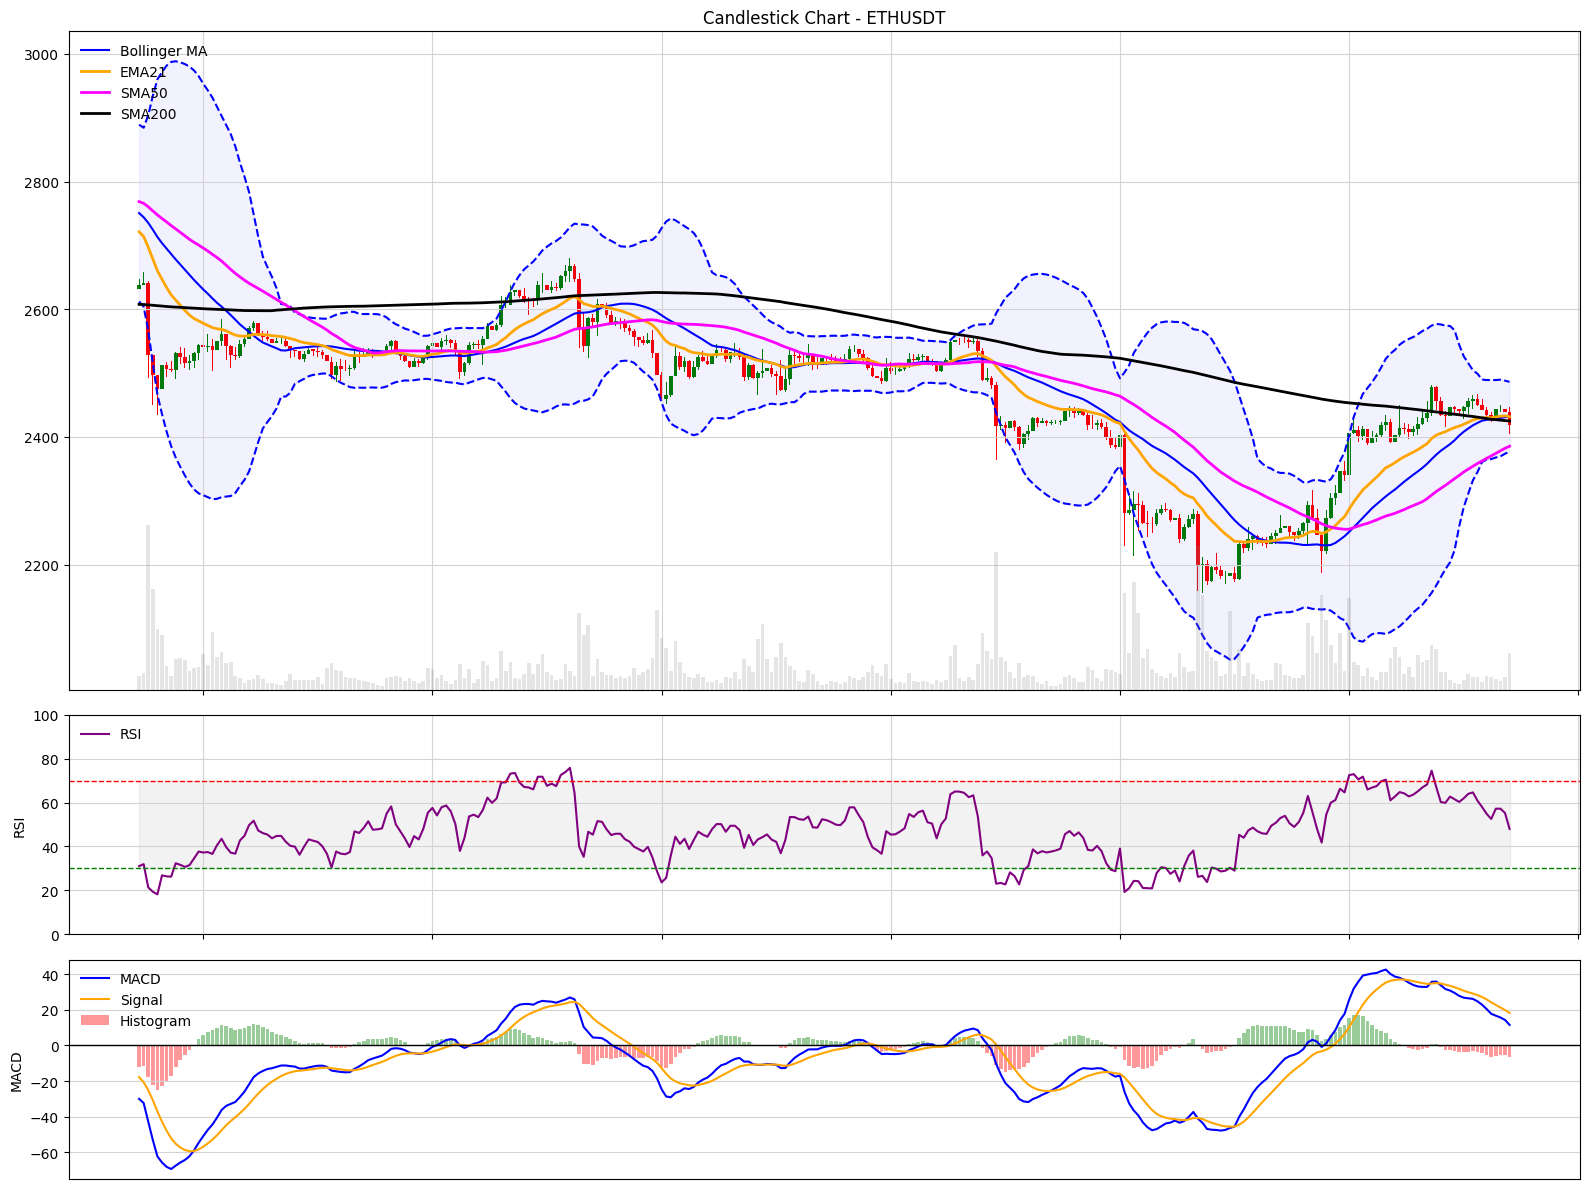 Candlestick Chart - ETHUSDT
Bollinger MA
EMA21
SMA50
SMA200
3000
2800
2600
2400
2200
RSI
RSI
100
80
60
40
20
0
MACD
Signal
Histogram
MACD
40
20
0
−20
−40
−60